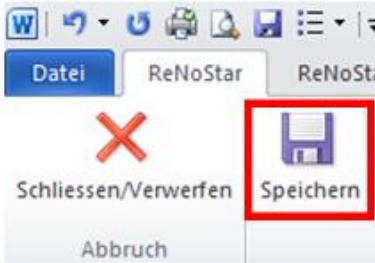 W
Datei ReNoStar ReNoSta
Schliessen/Verwerfen Speichern
Abbruch